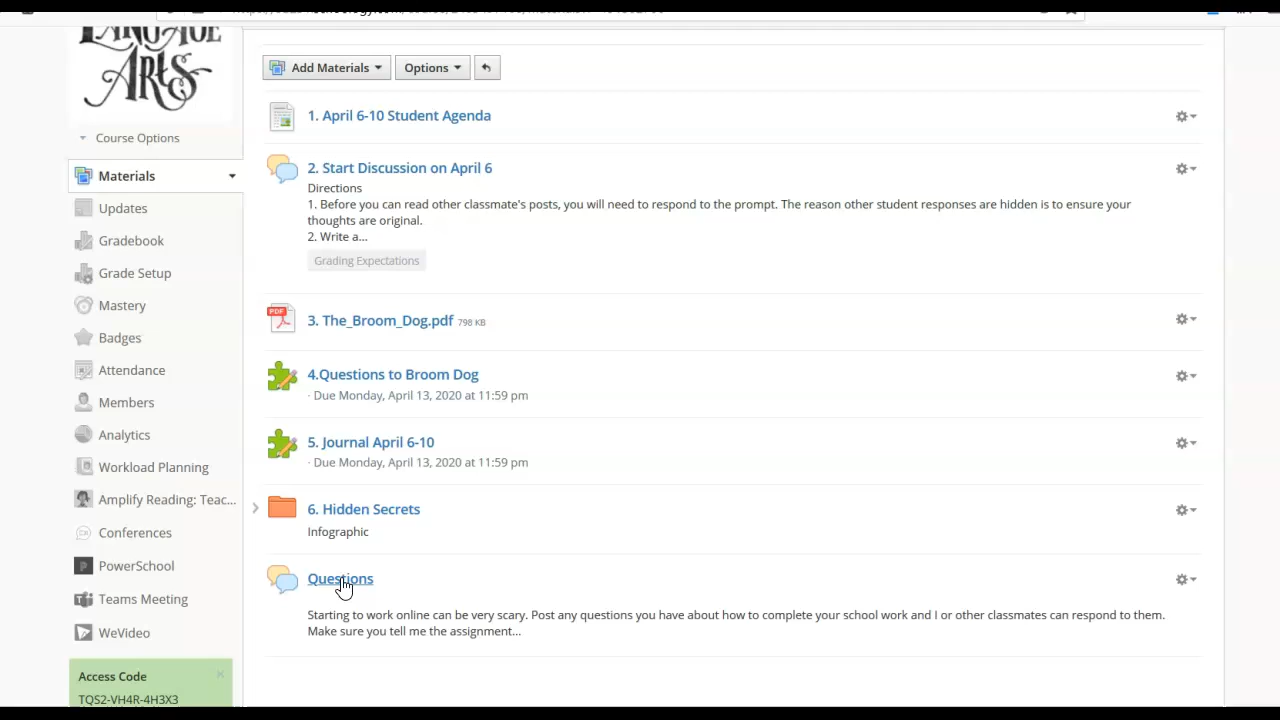 LANGUAGE
ARTS
Course Options
Materials
Updates
Gradebook
Grade Setup
Mastery
Badges
Attendance
Members
Analytics
Workload Planning
Amplify Reading: Teac...
Conferences
PowerSchool
Teams Meeting
WeVideo
Access Code
TQS2-VH4R-4H3X3
Add Materials
Options
1. April 6-10 Student Agenda
2. Start Discussion on April 6
Directions
1. Before you can read other classmate's posts, you will need to respond to the prompt. The reason other student responses are hidden is to ensure your
thoughts are original.
2. Write a...
Grading Expectations
PDF
3. The_Broom_Dog.pdf 798 KB
4.Questions to Broom Dog
· Due Monday, April 13, 2020 at 11:59 pm
5. Journal April 6-10
· Due Monday, April 13, 2020 at 11:59 pm
6. Hidden Secrets
Infographic
Questions
Starting to work online can be very scary. Post any questions you have about how to complete your school work and I or other classmates can respond to them.
Make sure you tell me the assignment...